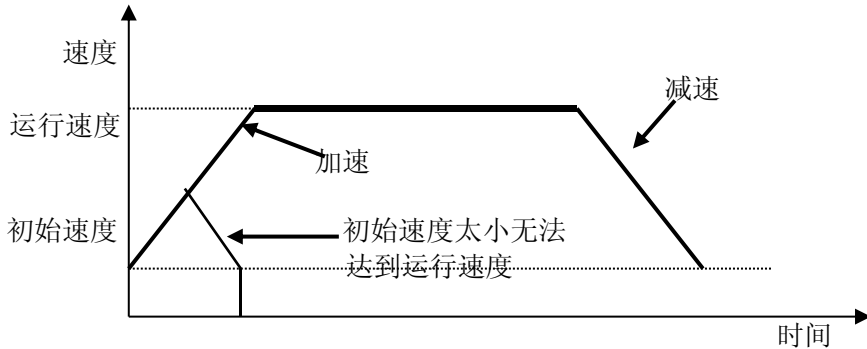 速度
减速
运行速度
加速
初始速度
初始速度太小无法
达到运行速度
时间